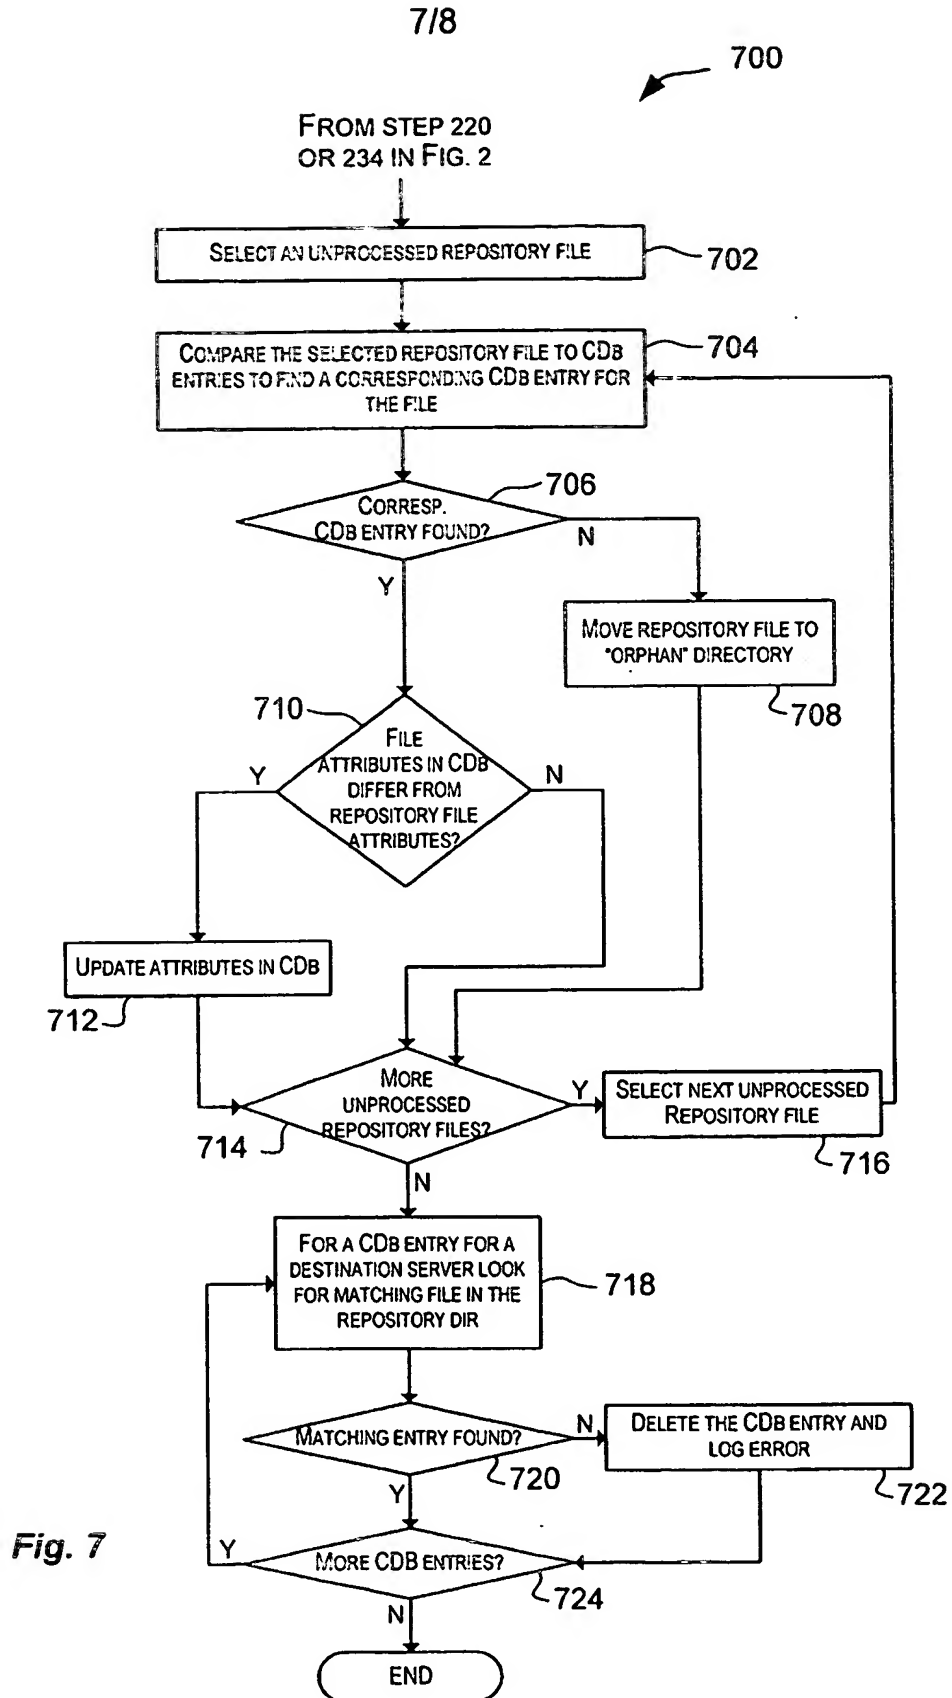 7/8
700
FROM STEP 220
OR 234 IN FIG. 2
SELECT AN UNPROCESSED REPOSITORY FILE
702
COMPARE THE SELECTED REPOSITORY FILE TO CDB
ENTRIES TO FIND A CORRESPONDING CDB ENTRY FOR
THE FILE
704
CORRESP.
CDB ENTRY FOUND?
706
N
Y
MOVE REPOSITORY FILE TO
"ORPHAN" DIRECTORY
708
710
FILE
ATTRIBUTES IN CDB
DIFFER FROM
REPOSITORY FILE
ATTRIBUTES?
Y
N
UPDATE ATTRIBUTES IN CDB
712
MORE
UNPROCESSED
REPOSITORY FILES?
714
Y
SELECT NEXT UNPROCESSED
REPOSITORY FILE
716
N
FOR A CDB ENTRY FOR A
DESTINATION SERVER LOOK
FOR MATCHING FILE IN THE
REPOSITORY DIR
718
MATCHING ENTRY FOUND?
720
N
DELETE THE CDB ENTRY AND
LOG ERROR
722
Y
Fig. 7
Y
MORE CDB ENTRIES?
724
N
END